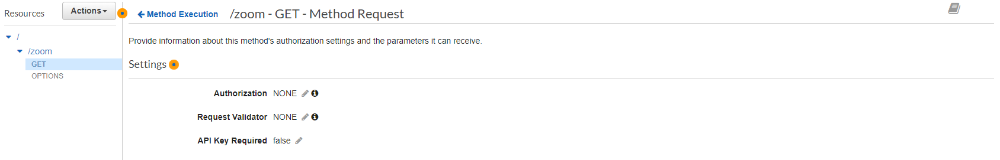 Resources
Actions
Method Execution
/zoom - GET - Method Request
/
/zoom
GET
OPTIONS
Provide information about this method's authorization settings and the parameters it can receive.
Settings
Authorization NONE
Request Validator NONE
API Key Required false